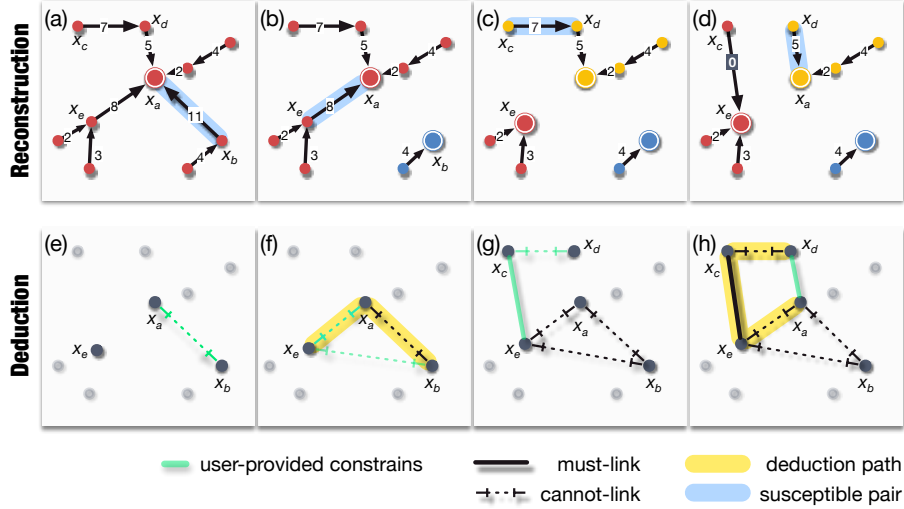 Reconstruction
(a)
7
x_d
x_c
5
4
2
x_a
x_e
8
11
2
3
4
x_b
(b)
7
5
4
2
x_a
x_e
8
2
3
4
x_b
(c)
7
x_d
x_c
5
4
2
x_a
x_e
2
3
4
(d)
x_d
x_c
5
4
0
2
x_a
x_e
2
3
4
Deduction
(e)
x_a
x_e
x_b
(f)
x_a
x_e
x_b
(g)
x_d
x_c
x_a
x_e
x_b
(h)
x_d
x_c
x_a
x_e
x_b
user-provided constrains
must-link
deduction path
cannot-link
susceptible pair